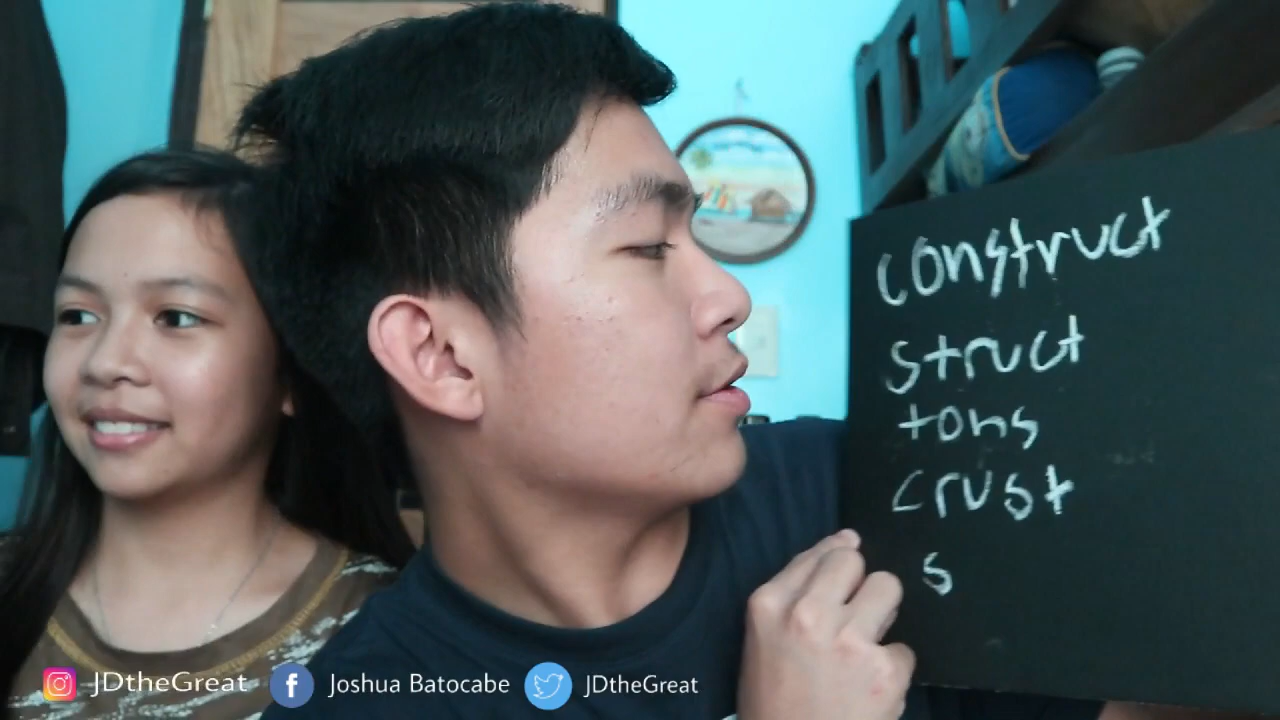 construct
struct
tons
crust
s
JDtheGreat
Joshua Batocabe
JDtheGreat